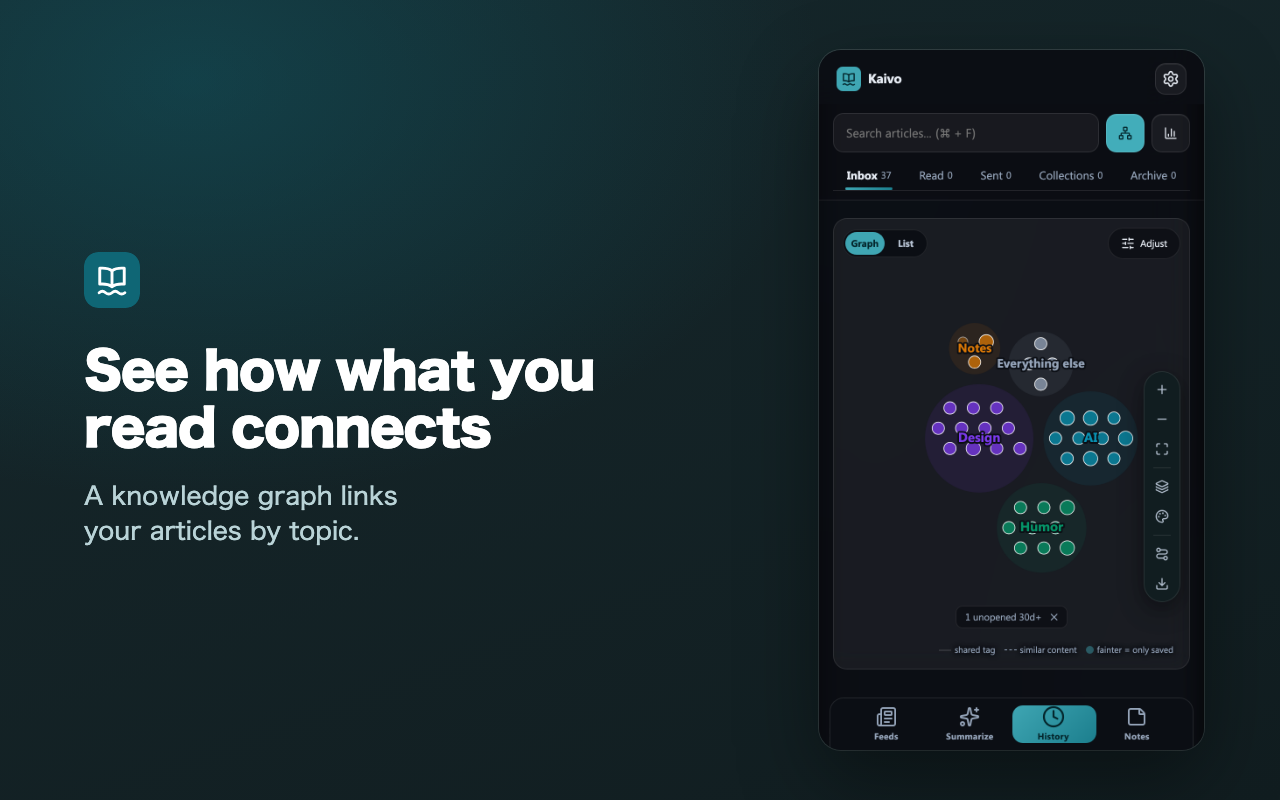 See how what you
read connects
A knowledge graph links
your articles by topic.
Kaivo
Search articles... (⌘ + F)
Inbox 37 Read 0 Sent 0 Collections 0 Archive 0
Graph List Adjust
Notes
Everything else
Design
AI
Humor
1 unopened 30d+ ×
shared tag similar content fainter = only saved
Feeds Summarize History Notes